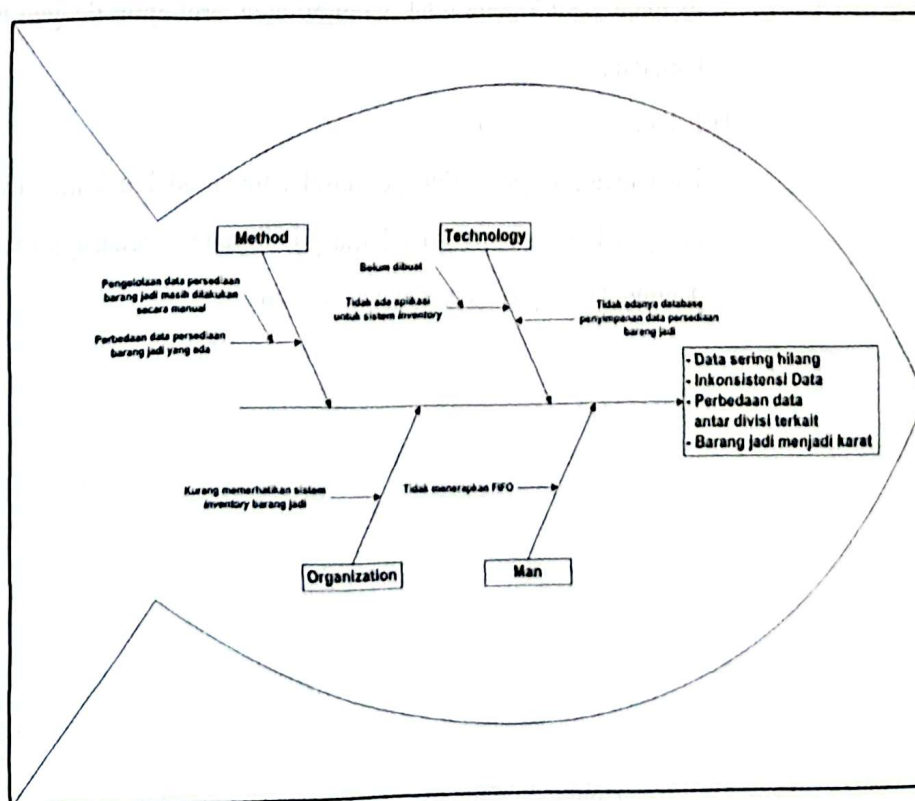 Method
Technology
Pengelolaan data persediaan
barang jadi masih dilakukan
secara manual
Perbedaan data persediaan
barang jadi yang ada
Belum dibuat
Tidak ada aplikasi
untuk sistem inventory
Tidak adanya database
penyimpanan data persediaan
barang jadi
- Data sering hilang
- Inkonsistensi Data
- Perbedaan data
antar divisi terkait
- Barang jadi menjadi karat
Kurang memerhatikan sistem
inventory barang jadi
Tidak menerapkan FIFO
Organization
Man